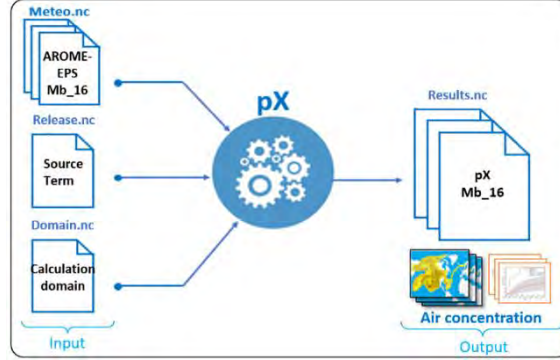 Meteo.nc
AROME-
EPS
Mb_16
Release.nc
Source
Term
Domain.nc
Calculation
domain
Input
pX
Results.nc
pX
Mb_16
Air concentration
Output